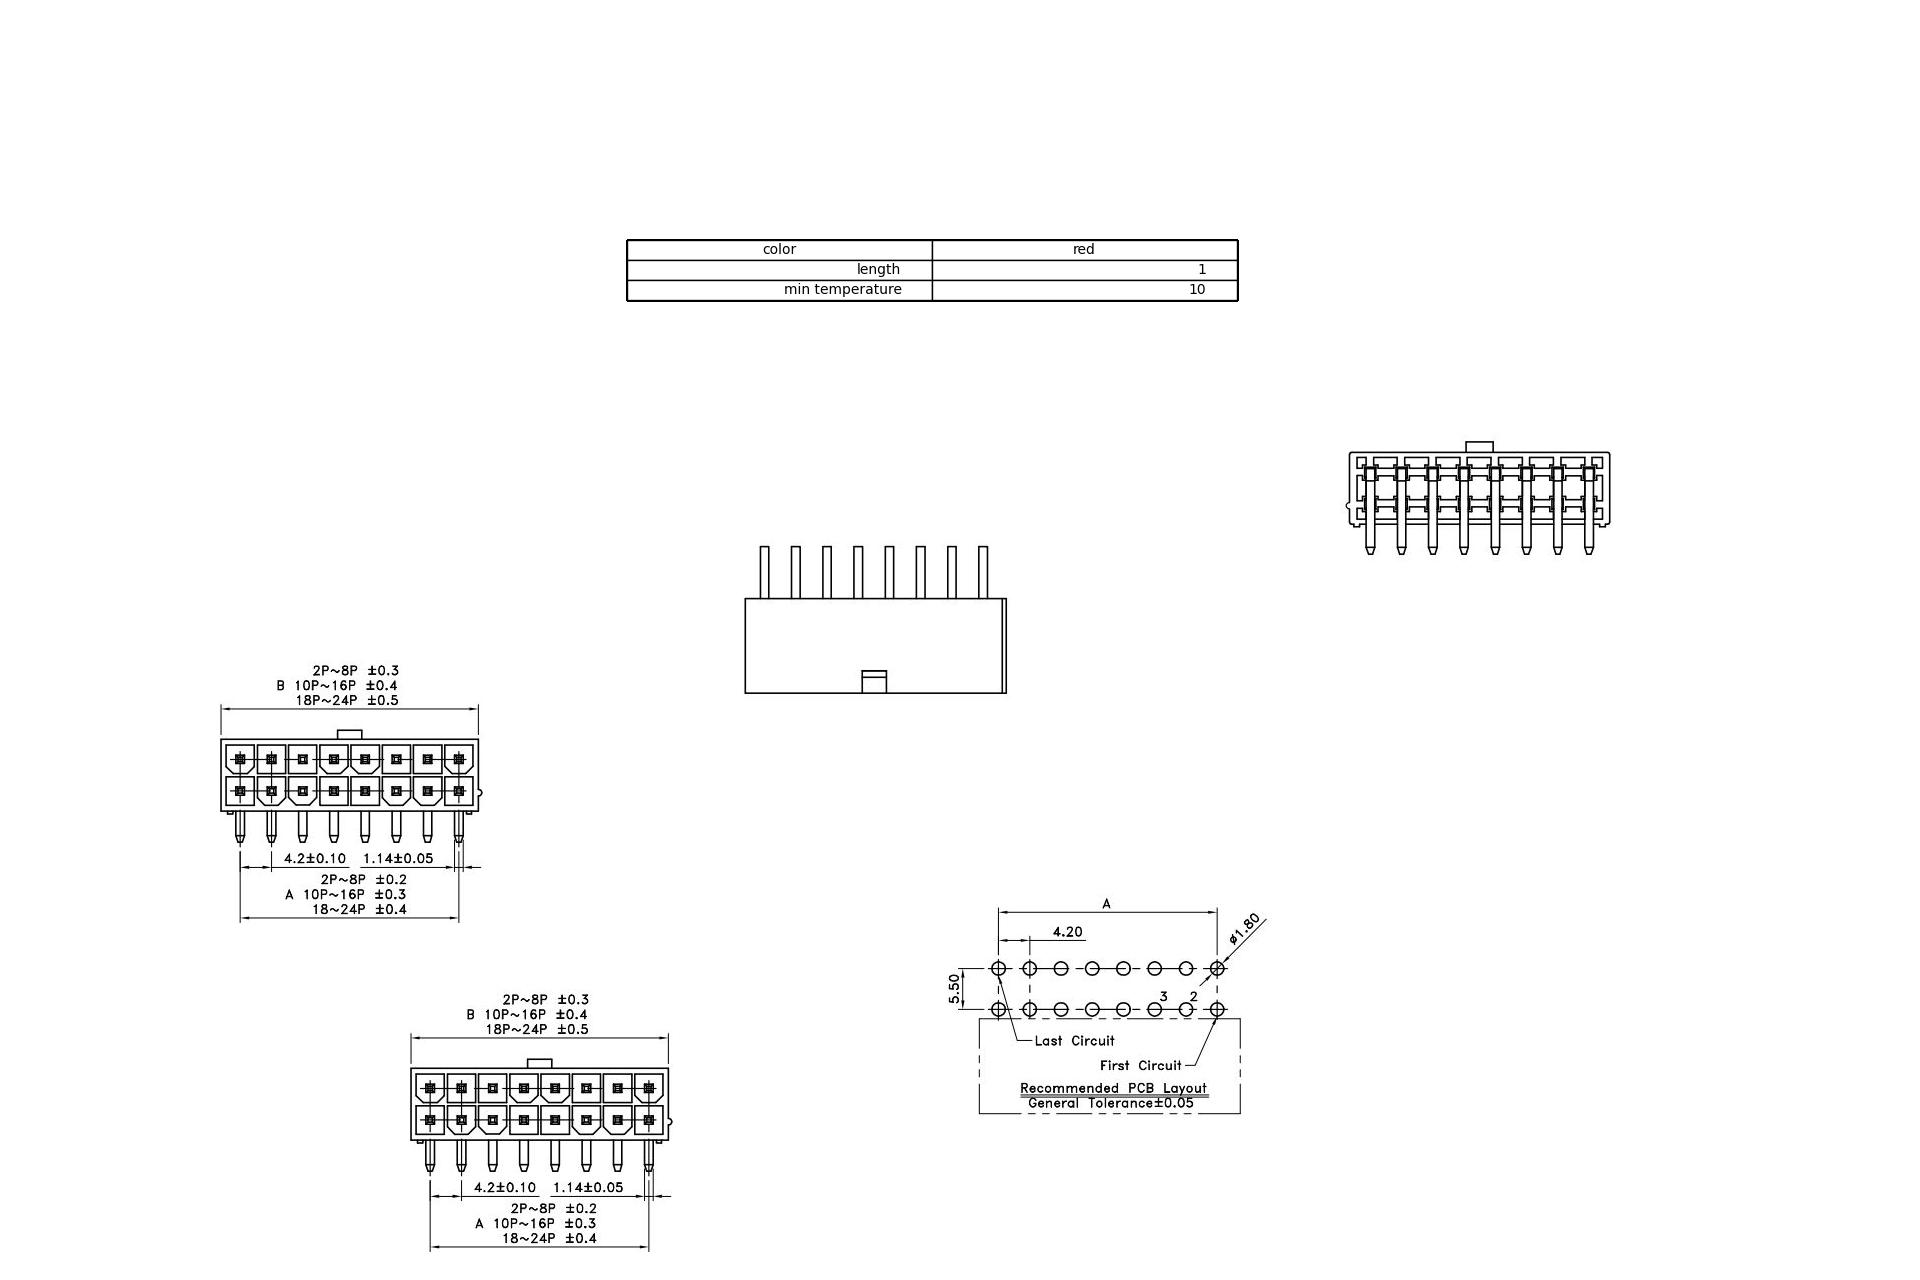 color red
length 1
min temperature 10
2P~8P ±0.3
B 10P~16P ±0.4
18P~24P ±0.5
4.2±0.10 1.14±0.05
2P~8P ±0.2
A 10P~16P ±0.3
18~24P ±0.4
A
4.20
ø1.80
5.50
3 2
Last Circuit
First Circuit
Recommended PCB Layout
General Tolerance±0.05
2P~8P ±0.3
B 10P~16P ±0.4
18P~24P ±0.5
4.2±0.10 1.14±0.05
2P~8P ±0.2
A 10P~16P ±0.3
18~24P ±0.4